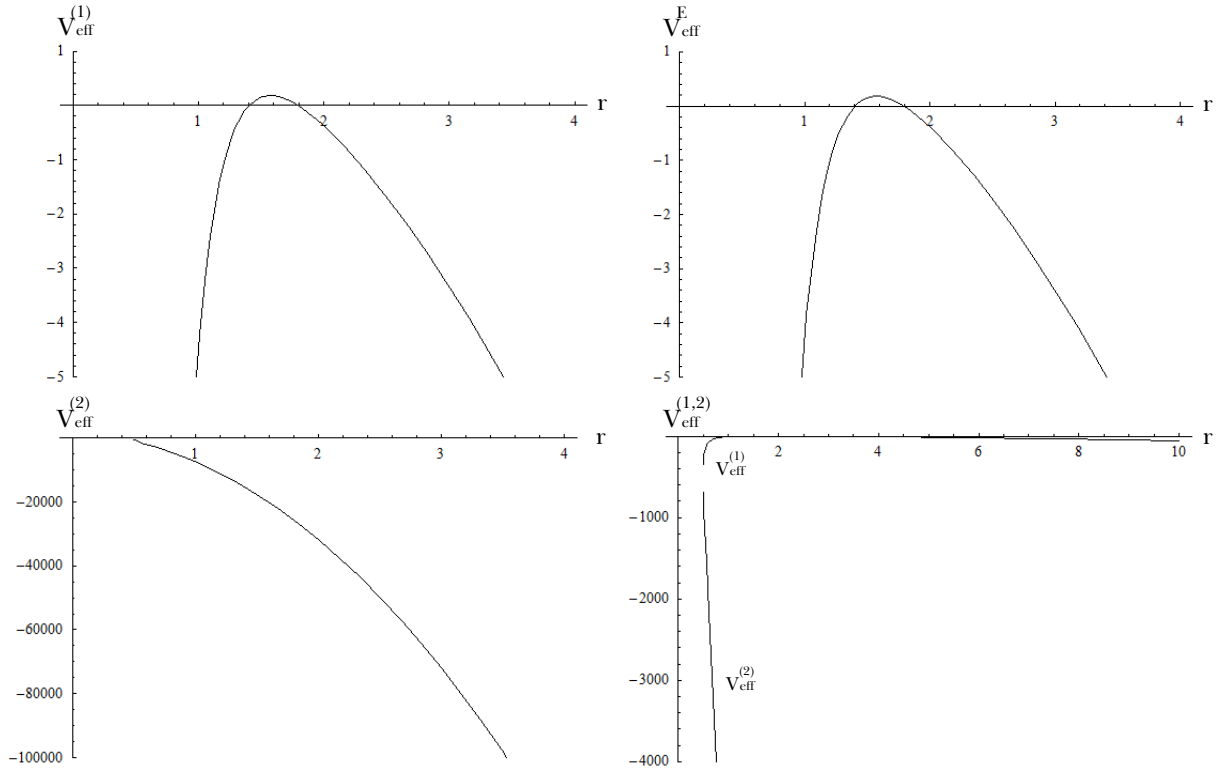 V_eff^(1)
1
r
1 2 3 4
−1
−2
−3
−4
−5
V_eff^E
1
r
1 2 3 4
−1
−2
−3
−4
−5
V_eff^(2)
r
1 2 3 4
−20000
−40000
−60000
−80000
−100000
V_eff^(1,2)
r
2 4 6 8 10
V_eff^(1)
−1000
−2000
−3000
V_eff^(2)
−4000